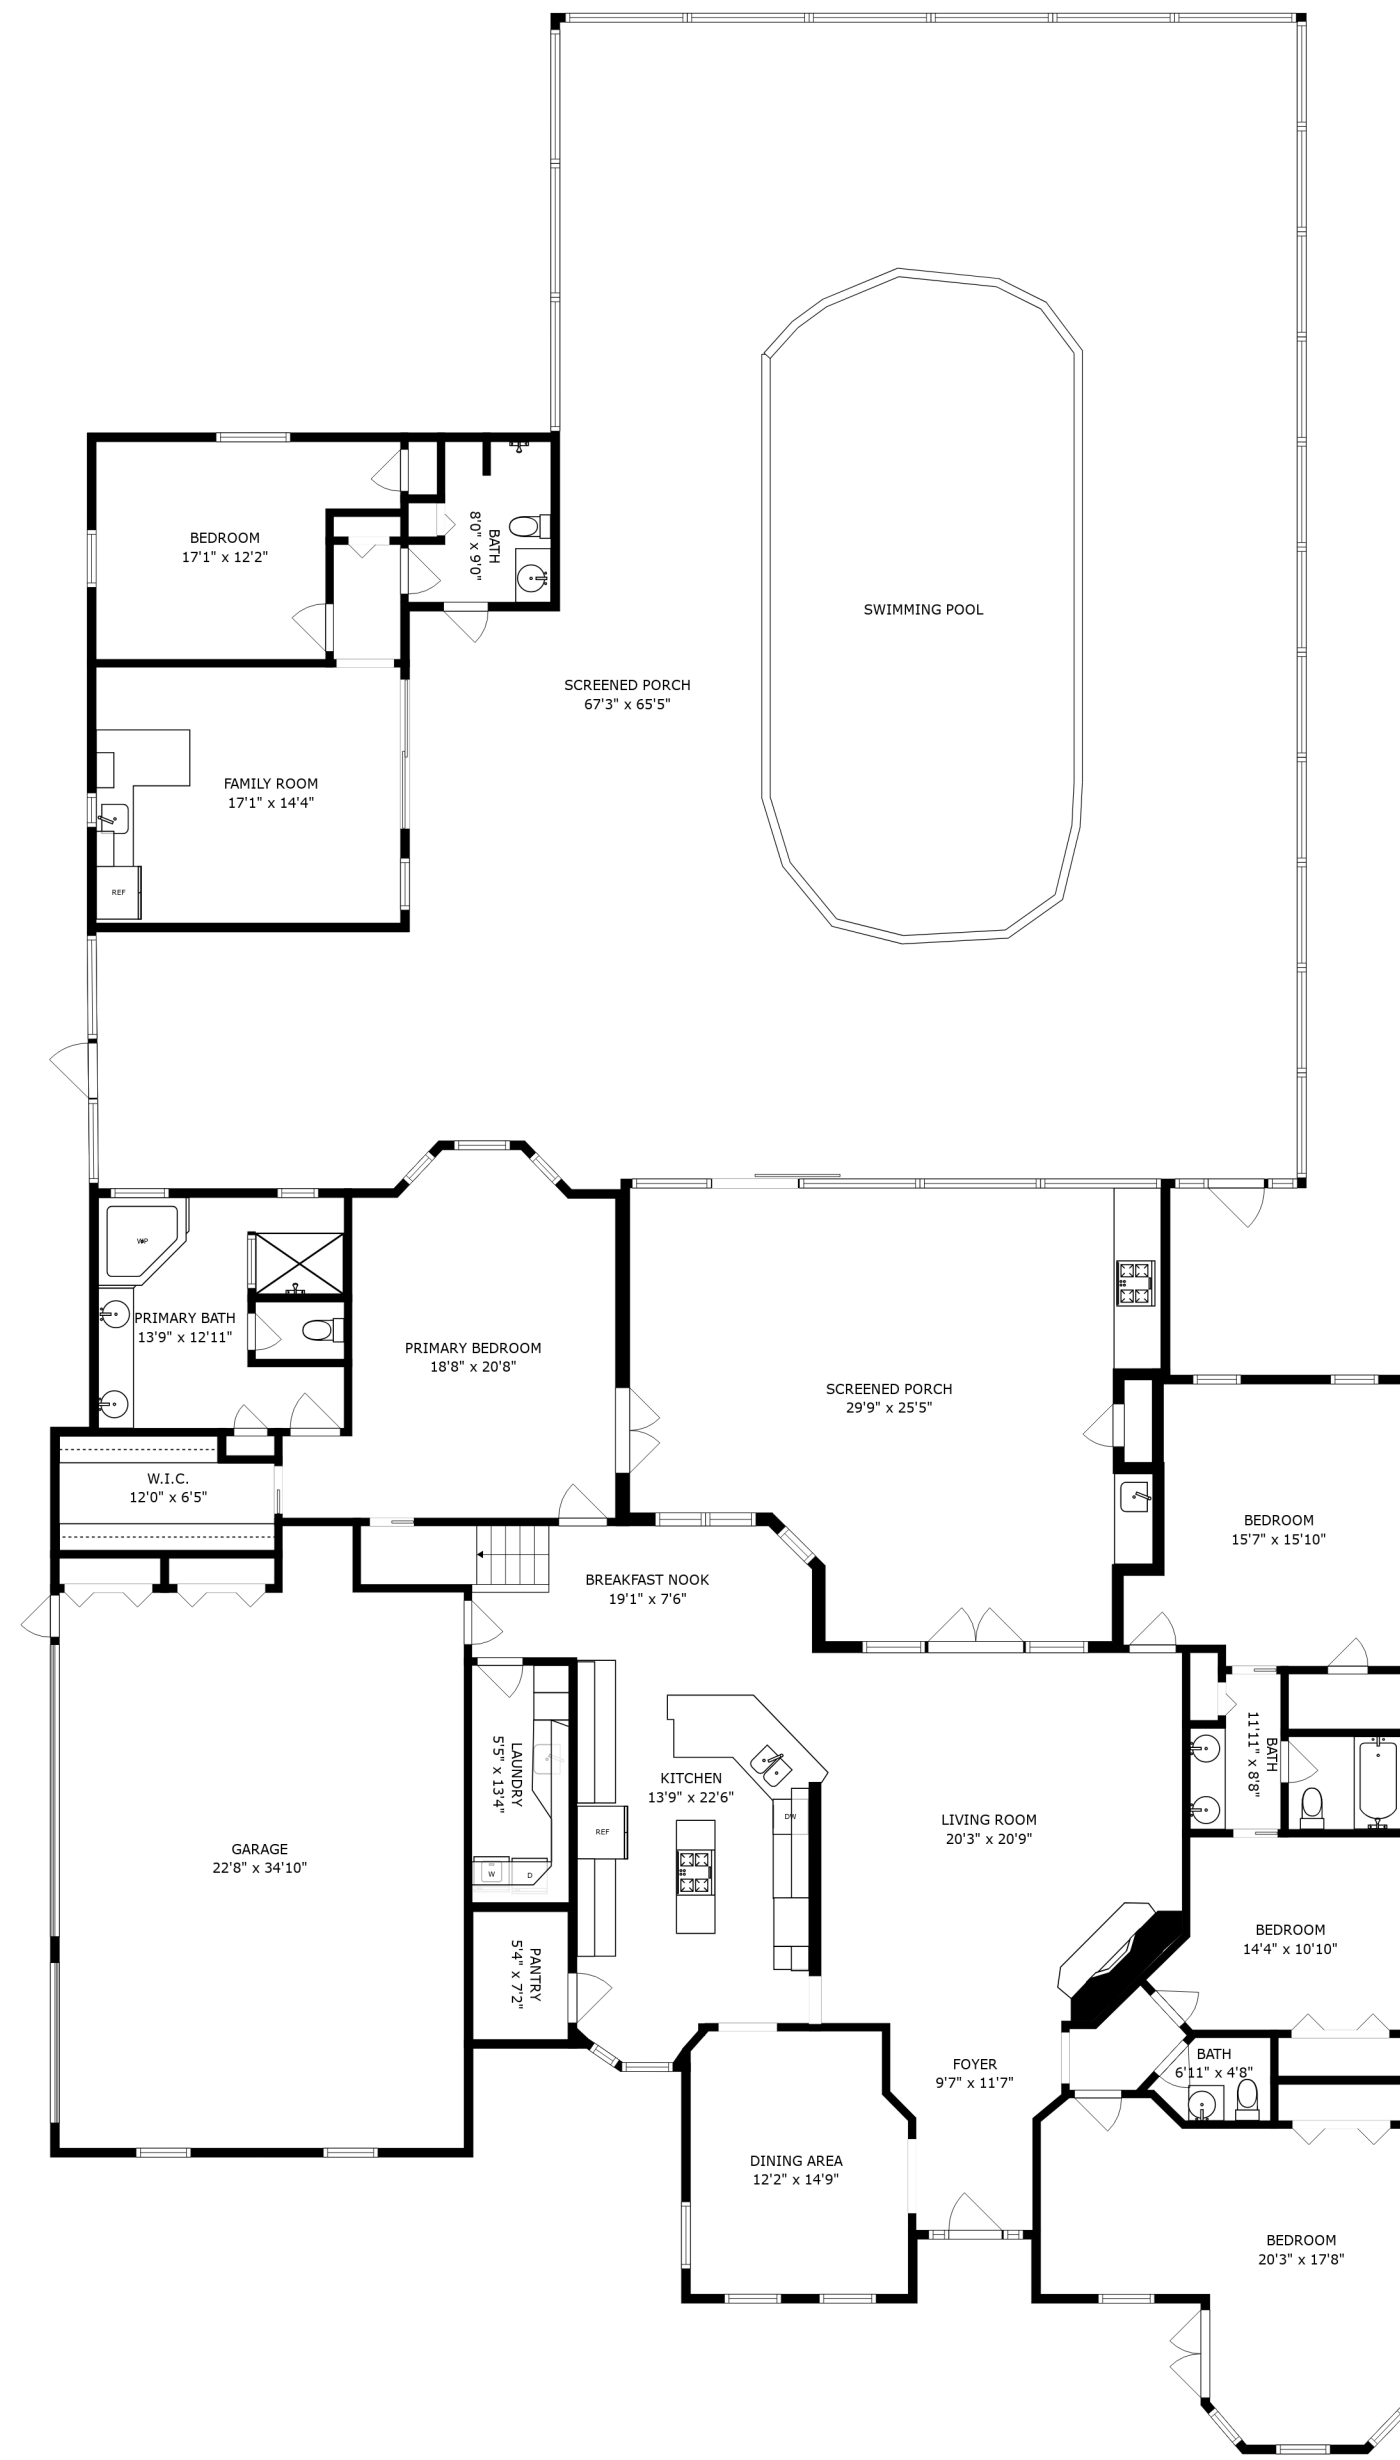 BEDROOM
17'1" x 12'2"
BATH
8'0" x 9'0"
SWIMMING POOL
SCREENED PORCH
67'3" x 65'5"
FAMILY ROOM
17'1" x 14'4"
REF
WP
PRIMARY BATH
13'9" x 12'11"
PRIMARY BEDROOM
18'8" x 20'8"
SCREENED PORCH
29'9" x 25'5"
W.I.C.
12'0" x 6'5"
BEDROOM
15'7" x 15'10"
BREAKFAST NOOK
19'1" x 7'6"
BATH
11'11" x 8'8"
LAUNDRY
5'5" x 13'4"
KITCHEN
13'9" x 22'6"
DW
REF
LIVING ROOM
20'3" x 20'9"
GARAGE
22'8" x 34'10"
W
D
BEDROOM
14'4" x 10'10"
PANTRY
5'4" x 7'2"
BATH
6'11" x 4'8"
FOYER
9'7" x 11'7"
DINING AREA
12'2" x 14'9"
BEDROOM
20'3" x 17'8"